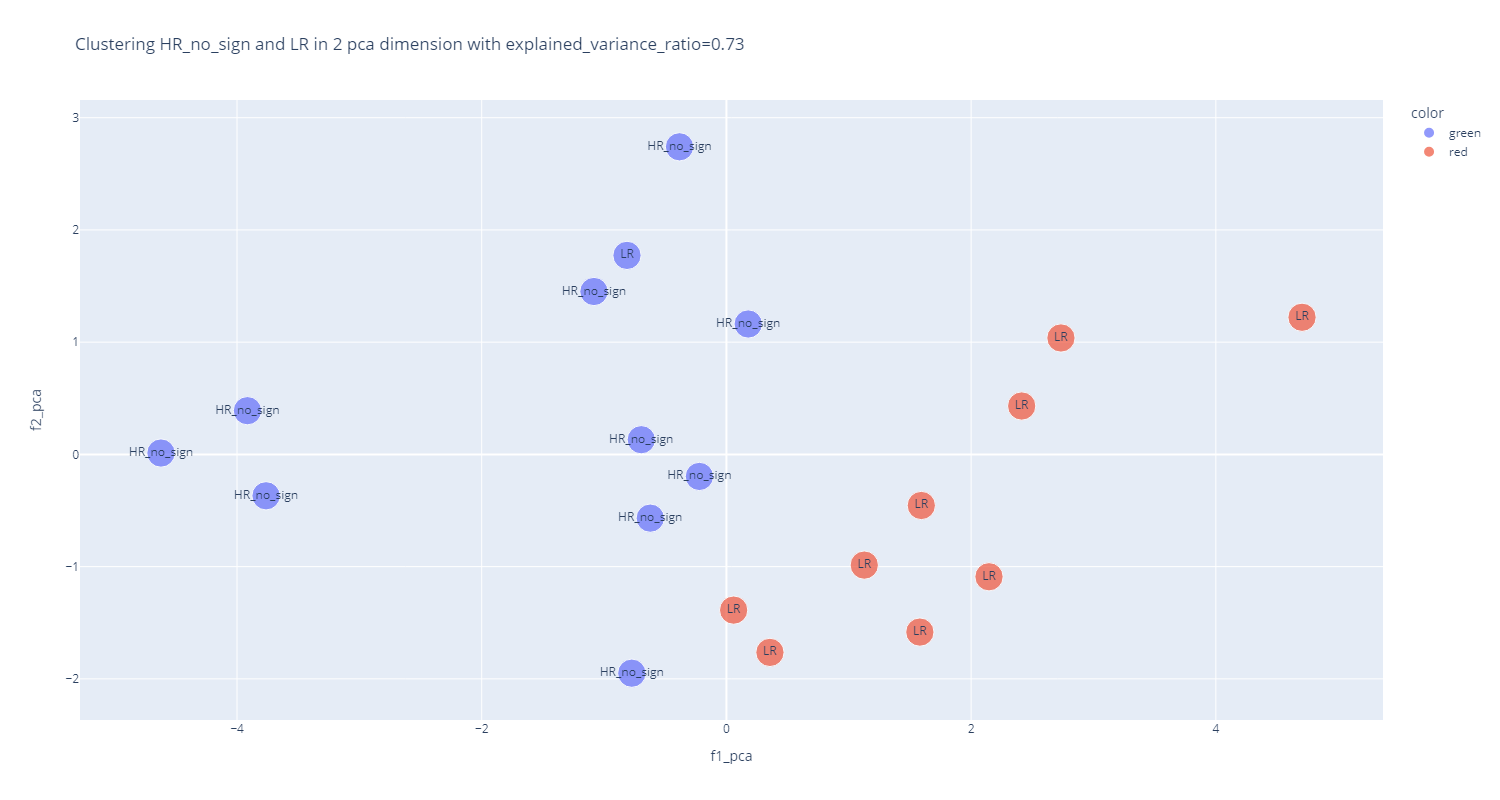 Clustering HR_no_sign and LR in 2 pca dimension with explained_variance_ratio=0.73
color
green
red
3
HR_no_sign
2
LR
HR_no_sign
HR_no_sign
LR
LR
1
LR
f2_pca
HR_no_sign
HR_no_sign
HR_no_sign
0
HR_no_sign
HR_no_sign
LR
HR_no_sign
−1
LR
LR
LR
LR
LR
HR_no_sign
−2
−4
−2
0
2
4
f1_pca